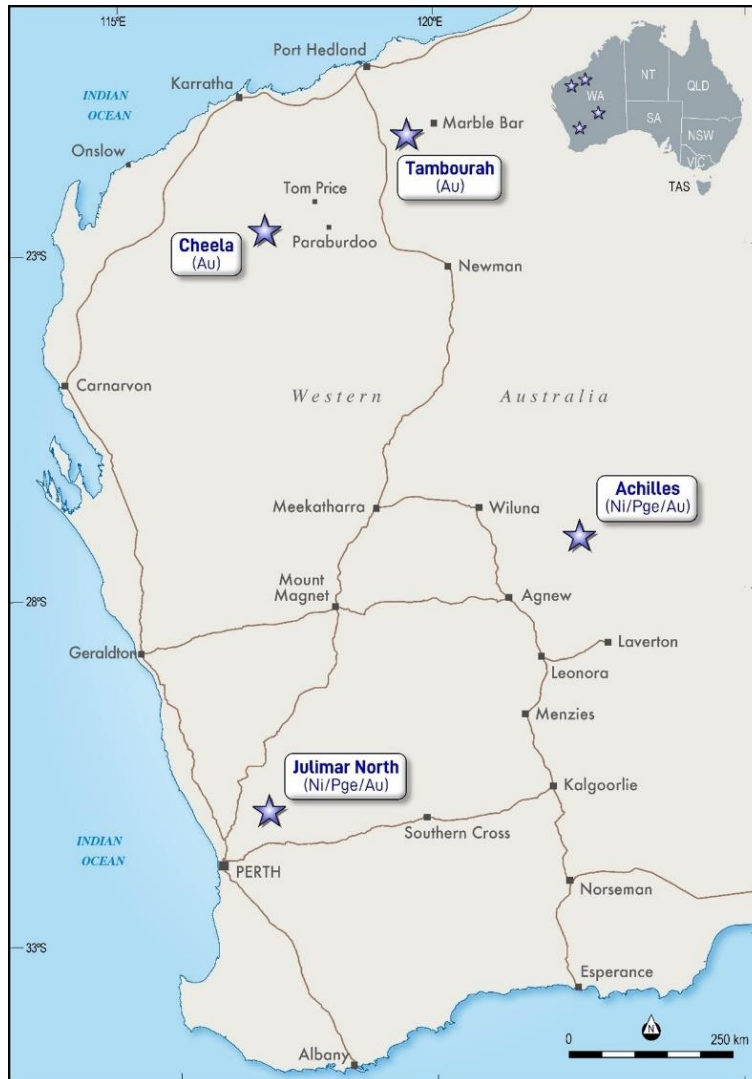 115°E
120°E
Port Hedland
Karratha
INDIAN
OCEAN
Onslow
Marble Bar
Tambourah
(Au)
Tom Price
Paraburdoo
Cheela
(Au)
23°S
Newman
Carnarvon
Western Australia
Meekatharra
Wiluna
Achilles
(Ni/Pge/Au)
Mount
Magnet
28°S
Agnew
Geraldton
Laverton
Leonora
Menzies
Julimar North
(Ni/Pge/Au)
Kalgoorlie
Southern Cross
INDIAN
OCEAN
PERTH
Norseman
33°S
Esperance
Albany
N
0 250 km
WA
NT
QLD
SA
NSW
VIC
TAS